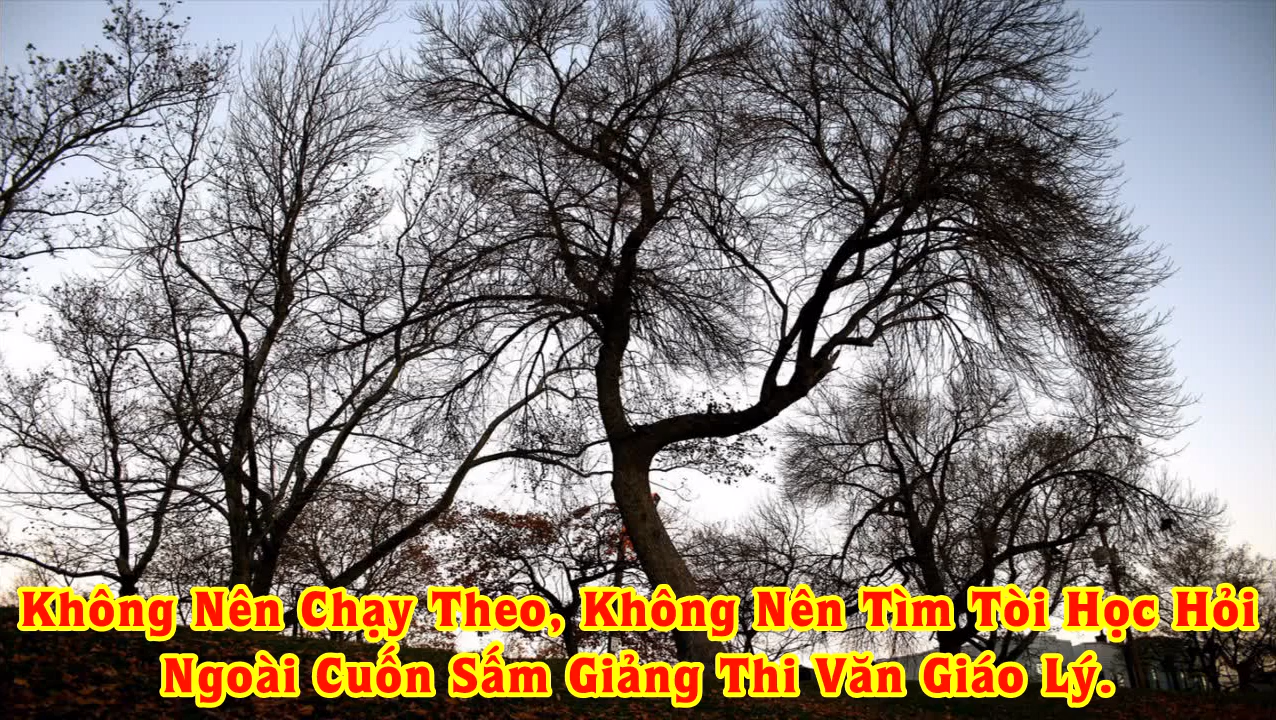 Không Nên Chạy Theo, Không Nên Tìm Tòi Học Hỏi
Ngoài Cuốn Sấm Giảng Thi Văn Giáo Lý.